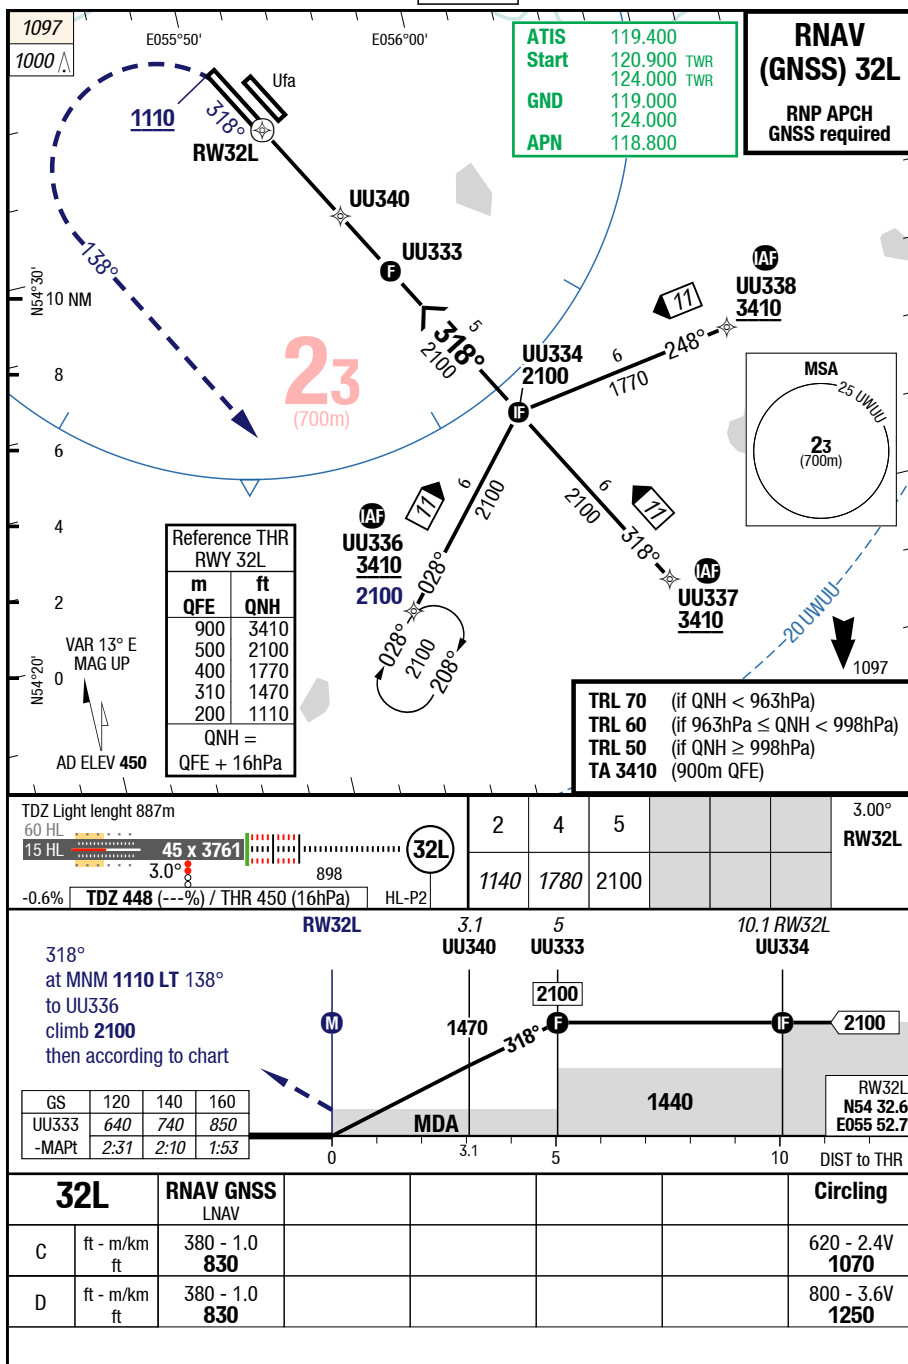 1097
1000
E055°50'
E056°00'
ATIS 119.400
Start 120.900 TWR
124.000 TWR
GND 119.000
124.000
APN 118.800
RNAV
(GNSS) 32L
RNP APCH
GNSS required
Ufa
1110
318°
RW32L
UU340
UU333
F
138°
N54°30'
10 NM
8
6
4
2
0
N54°20'
23
(700m)
5
318°
2100
UU334
2100
IF
IAF
UU338
3410
11
6
248°
1770
MSA
25 UWUU
23
(700m)
IAF
UU336
3410
2100
11
6
2100
028°
028°
2100
208°
6
2100
11
318°
IAF
UU337
3410
20 UWUU
1097
Reference THR
RWY 32L
m ft
QFE QNH
900 3410
500 2100
400 1770
310 1470
200 1110
QNH =
QFE + 16hPa
VAR 13° E
MAG UP
AD ELEV 450
TRL 70 (if QNH < 963hPa)
TRL 60 (if 963hPa ≤ QNH < 998hPa)
TRL 50 (if QNH ≥ 998hPa)
TA 3410 (900m QFE)
TDZ Light lenght 887m
60 HL
15 HL
45 x 3761
32L
3.0°
898
-0.6%
TDZ 448 (---%) / THR 450 (16hPa)
HL-P2
2 4 5
1140 1780 2100
3.00°
RW32L
RW32L
3.1
UU340
5
UU333
10.1 RW32L
UU334
318°
at MNM 1110 LT 138°
to UU336
climb 2100
then according to chart
M
1470
318°
2100
F
IF
2100
MDA
1440
RW32L
N54 32.6
E055 52.7
GS 120 140 160
UU333 640 740 850
-MAPt 2:31 2:10 1:53
0 3.1 5 10 DIST to THR
32L
RNAV GNSS
LNAV
Circling
C ft - m/km 380 - 1.0 620 - 2.4V
ft 830 1070
D ft - m/km 380 - 1.0 800 - 3.6V
ft 830 1250